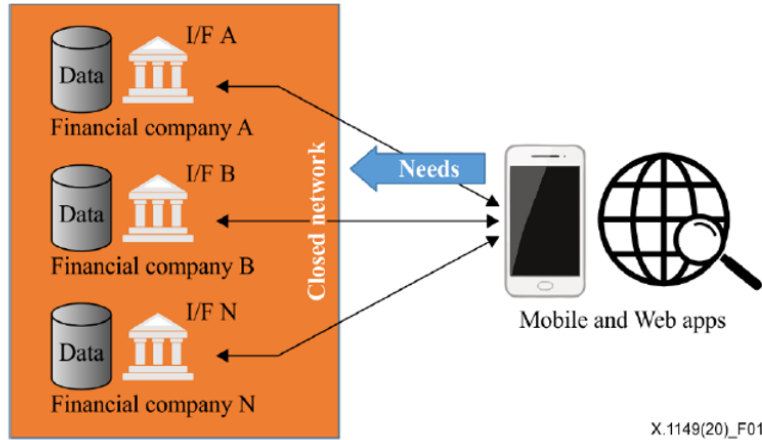 I/F A
Data
Financial company A
I/F B
Data
Financial company B
I/F N
Data
Financial company N
Closed network
Needs
Mobile and Web apps
X.1149(20)_F01